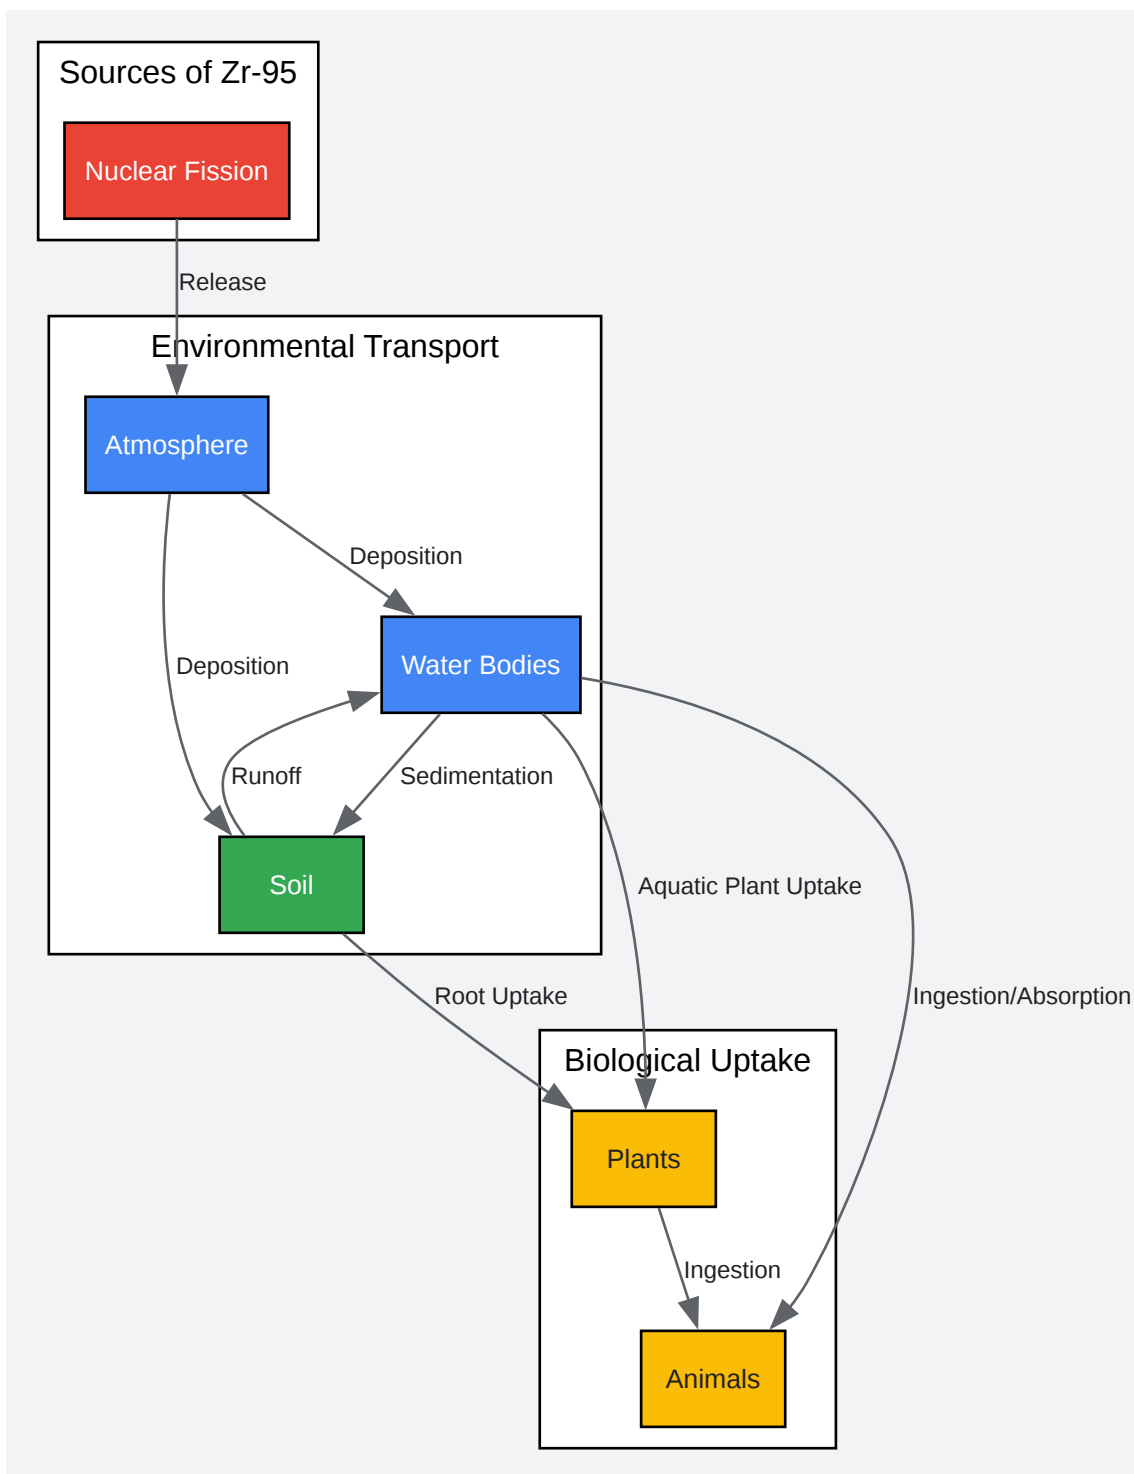 Sources of Zr-95
Nuclear Fission
Release
Environmental Transport
Atmosphere
Deposition
Water Bodies
Deposition
Runoff
Sedimentation
Soil
Aquatic Plant Uptake
Root Uptake
Ingestion/Absorption
Biological Uptake
Plants
Ingestion
Animals